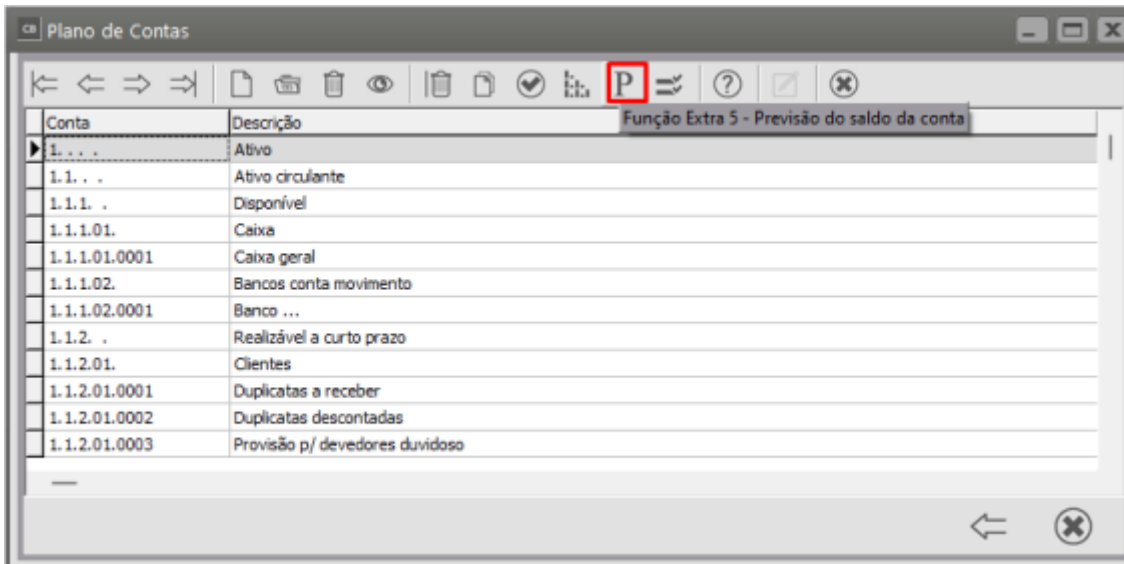 CB Plano de Contas
P ?
Função Extra 5 - Previsão do saldo da conta
Conta Descrição
1. . . . Ativo
1.1. . . Ativo circulante
1.1.1. . Disponível
1.1.1.01. Caixa
1.1.1.01.0001 Caixa geral
1.1.1.02. Bancos conta movimento
1.1.1.02.0001 Banco ...
1.1.2. . Realizável a curto prazo
1.1.2.01. Clientes
1.1.2.01.0001 Duplicatas a receber
1.1.2.01.0002 Duplicatas descontadas
1.1.2.01.0003 Provisão p/ devedores duvidoso